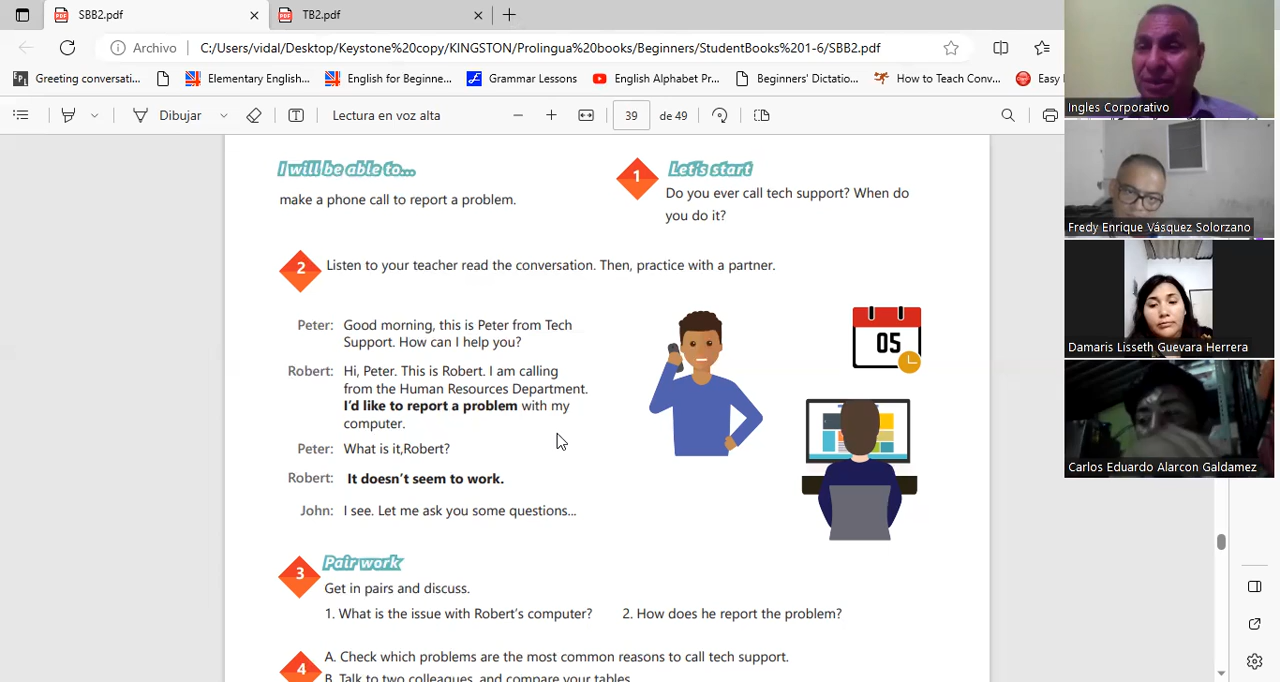 SBB2.pdf
TB2.pdf
Archivo
C:/Users/vidal/Desktop/Keystone%20copy/KINGSTON/Prolingua%20books/Beginners/StudentBooks%201-6/SBB2.pdf
Greeting conversati...
Elementary English...
English for Beginne...
Grammar Lessons
English Alphabet Pr...
Beginners' Dictatio...
How to Teach Conv...
Easy
Dibujar
Lectura en voz alta
39
de 49
I will be able to...
make a phone call to report a problem.
1
Let's start
Do you ever call tech support? When do
you do it?
2
Listen to your teacher read the conversation. Then, practice with a partner.
Peter: Good morning, this is Peter from Tech
Support. How can I help you?
Robert: Hi, Peter. This is Robert. I am calling
from the Human Resources Department.
I'd like to report a problem with my
computer.
Peter: What is it,Robert?
Robert: It doesn't seem to work.
John: I see. Let me ask you some questions...
05
3
Pair work
Get in pairs and discuss.
1. What is the issue with Robert's computer?
2. How does he report the problem?
4
A. Check which problems are the most common reasons to call tech support.
B. Talk to two colleagues, and compare your tables.
Ingles Corporativo
Fredy Enrique Vásquez Solorzano
Damaris Lisseth Guevara Herrera
Carlos Eduardo Alarcon Galdamez